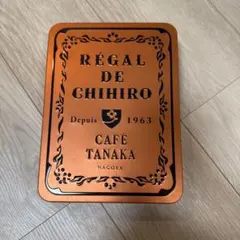 RÉGAL
DE
CHIHIRO
Depuis 1963
CAFE
TANAKA
NAGOYA